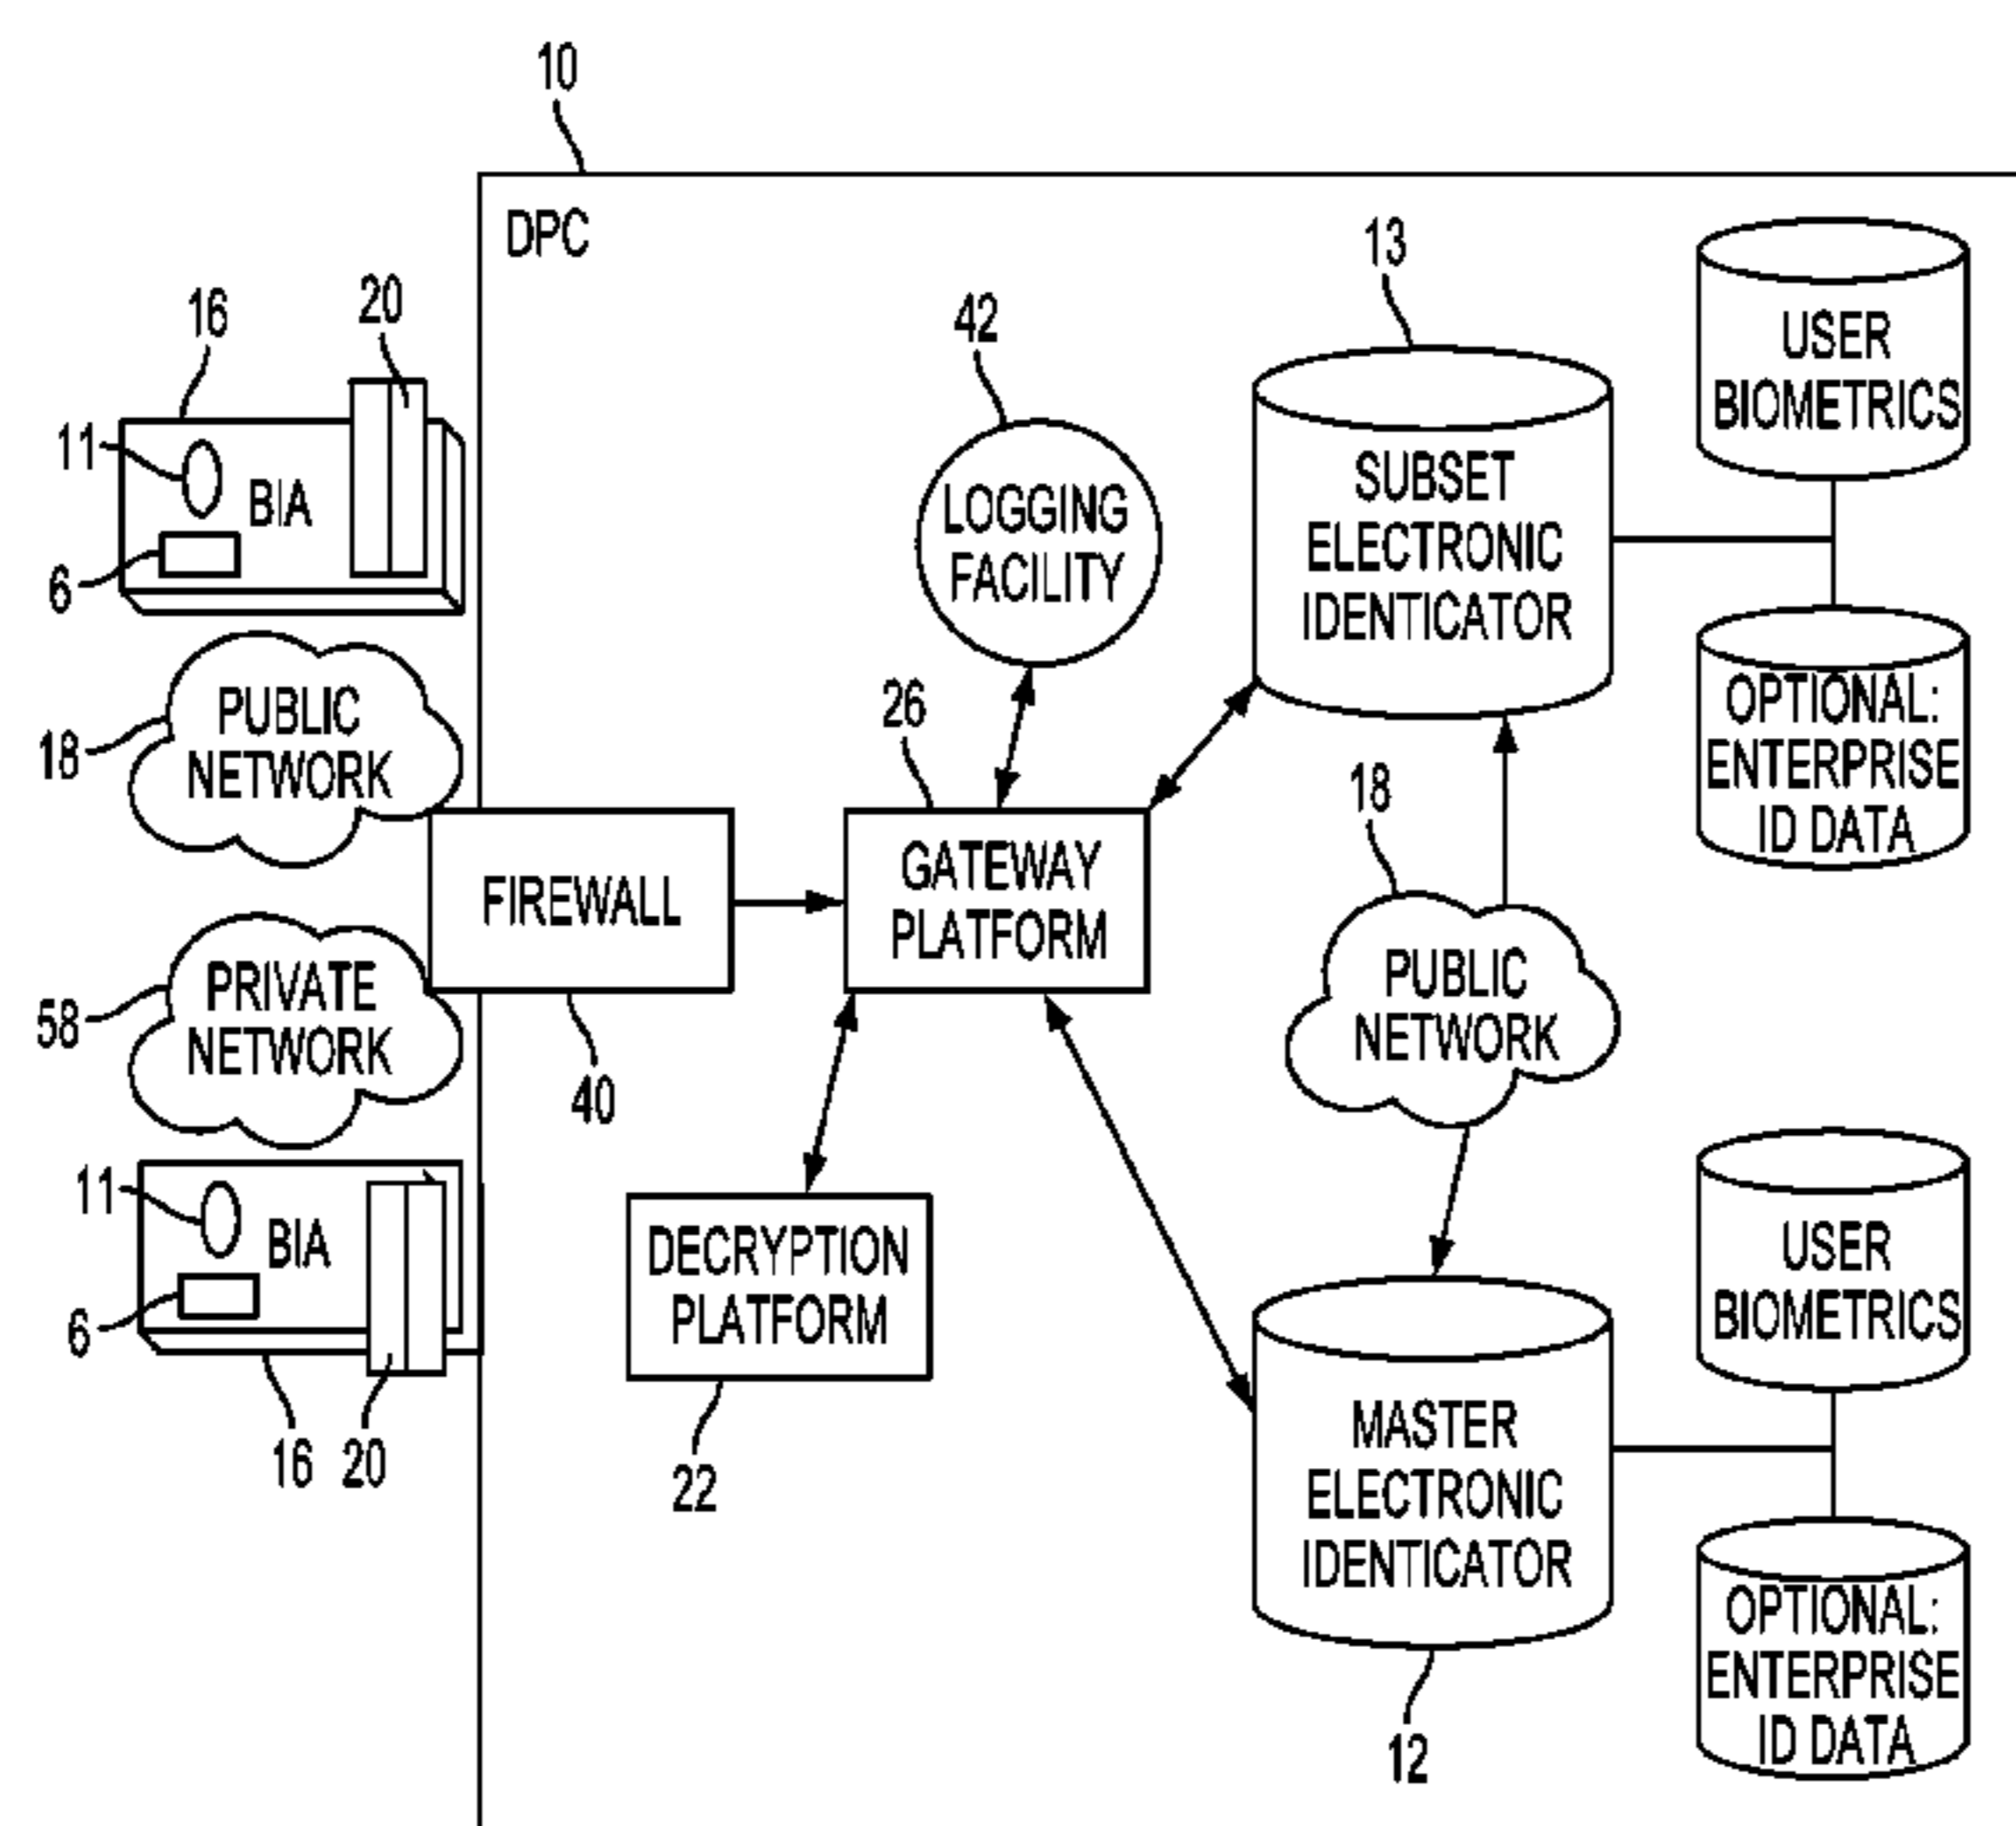 10
DPC
16
20
11
BIA
6
PUBLIC
NETWORK
18
PRIVATE
NETWORK
58
11
BIA
6
16
20
FIREWALL
40
42
LOGGING
FACILITY
26
GATEWAY
PLATFORM
DECRYPTION
PLATFORM
22
13
SUBSET
ELECTRONIC
IDENTICATOR
18
PUBLIC
NETWORK
MASTER
ELECTRONIC
IDENTICATOR
12
USER
BIOMETRICS
OPTIONAL:
ENTERPRISE
ID DATA
USER
BIOMETRICS
OPTIONAL:
ENTERPRISE
ID DATA